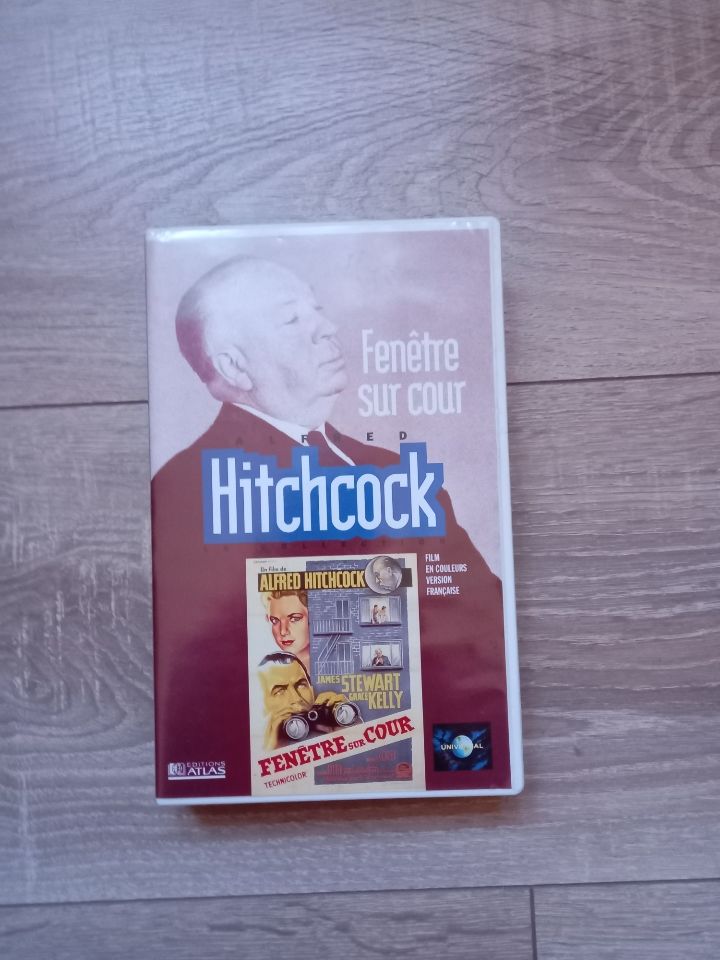 Fenêtre
sur cour
ALFRED
Hitchcock
COLLECTION
FILM
EN COULEURS
VERSION
FRANÇAISE
Un film de
ALFRED HITCHCOCK
JAMES
STEWART
GRACE
KELLY
FENÊTRE SUR COUR
TECHNICOLOR
EDITIONS
ATLAS
UNIVERSAL